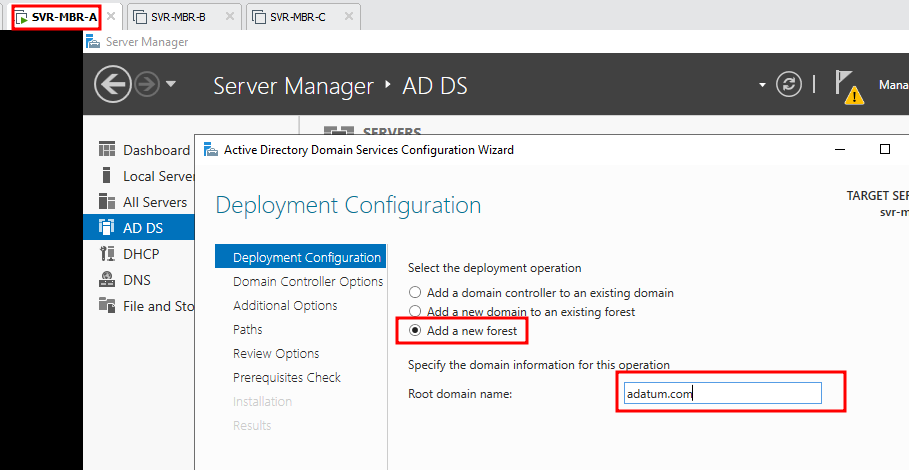 SVR-MBR-A SVR-MBR-B SVR-MBR-C
Server Manager
Server Manager AD DS
Mana
SERVERS
Dashboard
Local Server
All Servers
AD DS
DHCP
DNS
File and Sto
Active Directory Domain Services Configuration Wizard
Deployment Configuration
TARGET SER
svr-m
Deployment Configuration
Domain Controller Options
Additional Options
Paths
Review Options
Prerequisites Check
Installation
Results
Select the deployment operation
Add a domain controller to an existing domain
Add a new domain to an existing forest
Add a new forest
Specify the domain information for this operation
Root domain name: adatum.com